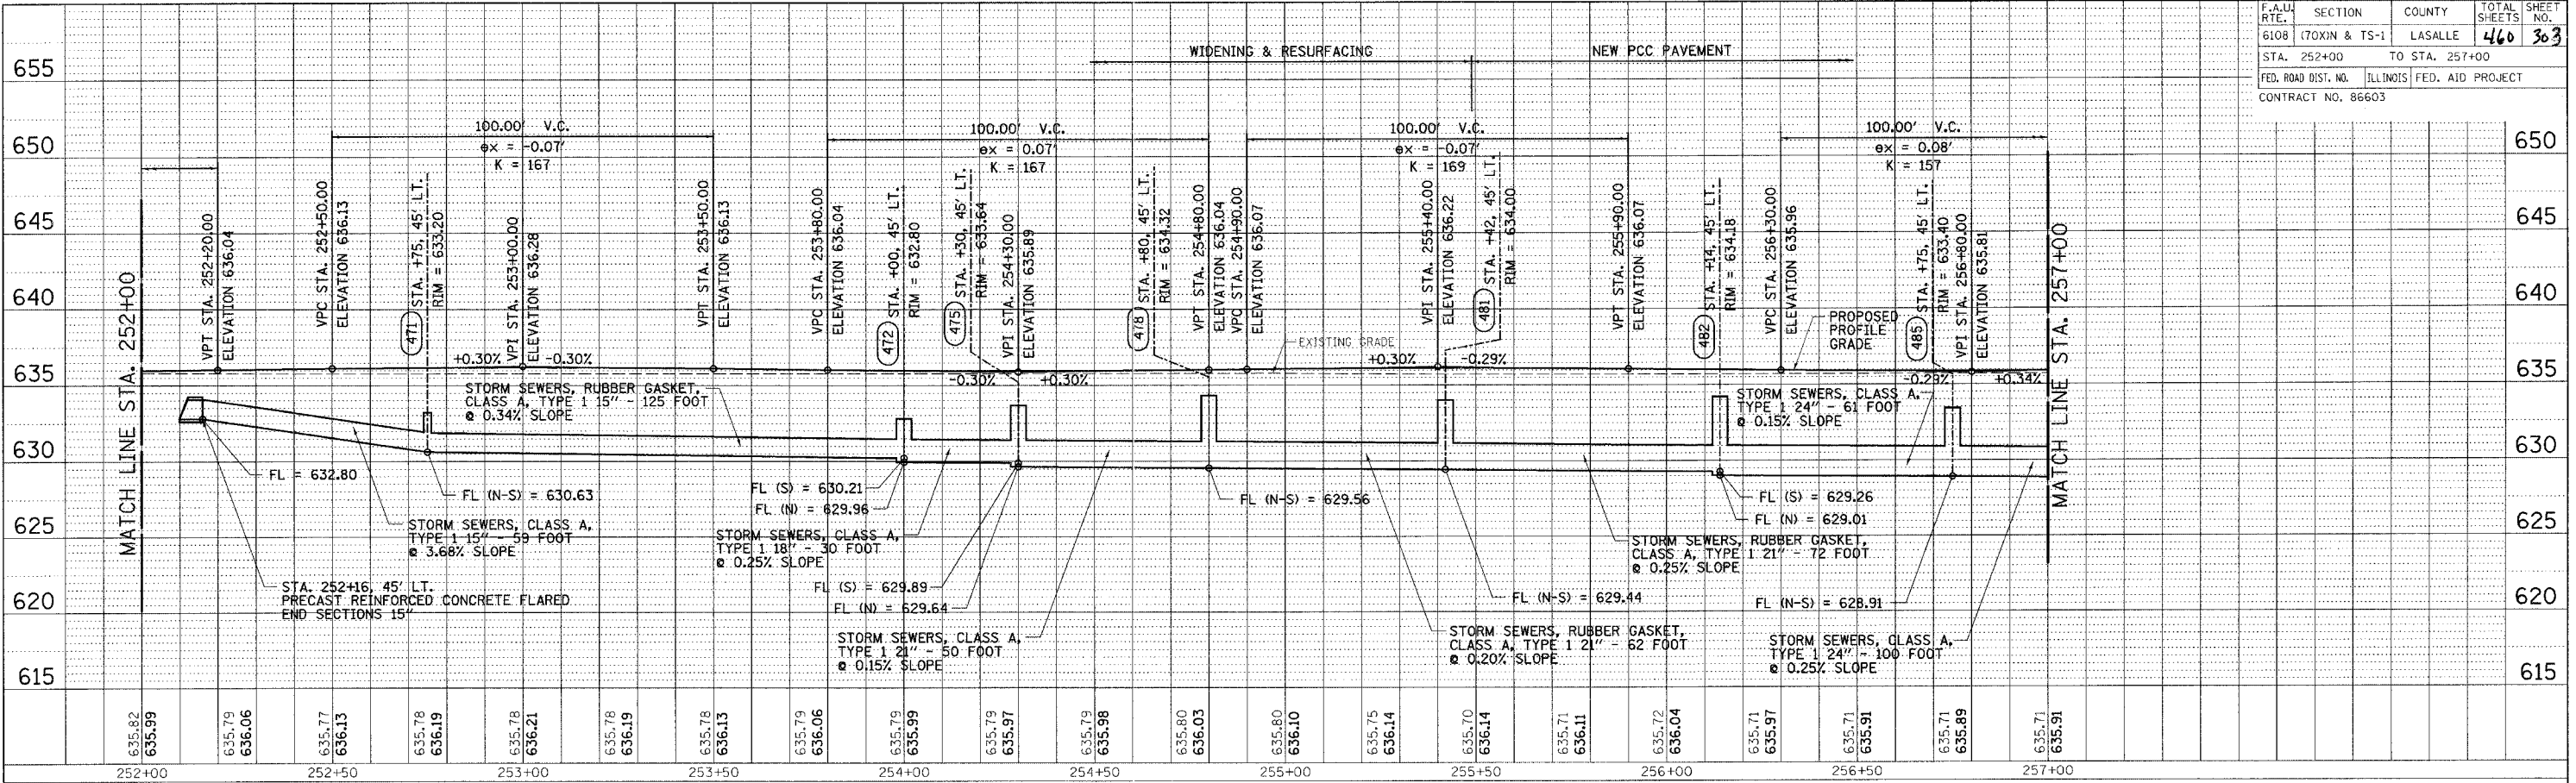 F.A.U. RTE. SECTION COUNTY TOTAL SHEETS SHEET NO.
6108 (70X)N & TS-1 LASALLE 460 303
STA. 252+00 TO STA. 257+00
FED. ROAD DIST. NO. ILLINOIS FED. AID PROJECT
CONTRACT NO. 86603
WIDENING & RESURFACING
NEW PCC PAVEMENT
655
650
645
640
635
630
625
620
615
650
645
640
635
630
625
620
615
MATCH LINE STA. 252+00
VPT STA. 252+20.00
ELEVATION 636.04
VPC STA. 252+50.00
ELEVATION 636.13
100.00' V.C.
ex = -0.07'
K = 167
471 STA. +75, 45' LT.
RIM = 633.20
VPI STA. 253+00.00
ELEVATION 636.28
+0.30%
-0.30%
VPT STA. 253+50.00
ELEVATION 636.13
VPC STA. 253+80.00
ELEVATION 636.04
100.00' V.C.
ex = 0.07'
K = 167
472 STA. +00, 45' LT.
RIM = 632.80
475 STA. +30, 45' LT.
RIM = 633.64
VPI STA. 254+30.00
ELEVATION 635.89
-0.30%
+0.30%
478 STA. +80, 45' LT.
RIM = 634.32
VPT STA. 254+80.00
ELEVATION 636.04
VPC STA. 254+90.00
ELEVATION 636.07
EXISTING GRADE
100.00' V.C.
ex = -0.07'
K = 169
VPI STA. 255+40.00
ELEVATION 636.22
+0.30%
-0.29%
481 STA. +42, 45' LT.
RIM = 634.00
VPT STA. 255+90.00
ELEVATION 636.07
482 STA. +14, 45' LT.
RIM = 634.18
VPC STA. 256+30.00
ELEVATION 635.96
100.00' V.C.
ex = 0.08'
K = 157
PROPOSED
PROFILE
GRADE
485 STA. +75, 45' LT.
RIM = 633.40
VPI STA. 256+80.00
ELEVATION 635.81
-0.29%
+0.34%
MATCH LINE STA. 257+00
STORM SEWERS, RUBBER GASKET,
CLASS A, TYPE 1 15" - 125 FOOT
@ 0.34% SLOPE
STORM SEWERS, CLASS A,
TYPE 1 24" - 61 FOOT
@ 0.15% SLOPE
FL = 632.80
FL (N-S) = 630.63
FL (S) = 630.21
FL (N) = 629.96
FL (N-S) = 629.56
FL (S) = 629.26
FL (N) = 629.01
STORM SEWERS, CLASS A,
TYPE 1 15" - 59 FOOT
@ 3.68% SLOPE
STORM SEWERS, CLASS A,
TYPE 1 18" - 30 FOOT
@ 0.25% SLOPE
STORM SEWERS, RUBBER GASKET,
CLASS A, TYPE 1 21" - 72 FOOT
@ 0.25% SLOPE
STA. 252+16, 45' LT.
PRECAST REINFORCED CONCRETE FLARED
END SECTIONS 15"
FL (S) = 629.89
FL (N) = 629.64
FL (N-S) = 629.44
FL (N-S) = 628.91
STORM SEWERS, CLASS A,
TYPE 1 21" - 50 FOOT
@ 0.15% SLOPE
STORM SEWERS, RUBBER GASKET,
CLASS A, TYPE 1 21" - 62 FOOT
@ 0.20% SLOPE
STORM SEWERS, CLASS A,
TYPE 1 24" - 100 FOOT
@ 0.25% SLOPE
635.82
635.99
635.79
636.06
635.77
636.13
635.78
636.19
635.78
636.21
635.78
636.19
635.78
636.13
635.79
636.06
635.79
635.99
635.79
635.97
635.79
635.98
635.80
636.03
635.80
636.10
635.75
636.14
635.70
636.14
635.71
636.11
635.72
636.04
635.71
635.97
635.71
635.91
635.71
635.89
635.71
635.91
252+00
252+50
253+00
253+50
254+00
254+50
255+00
255+50
256+00
256+50
257+00